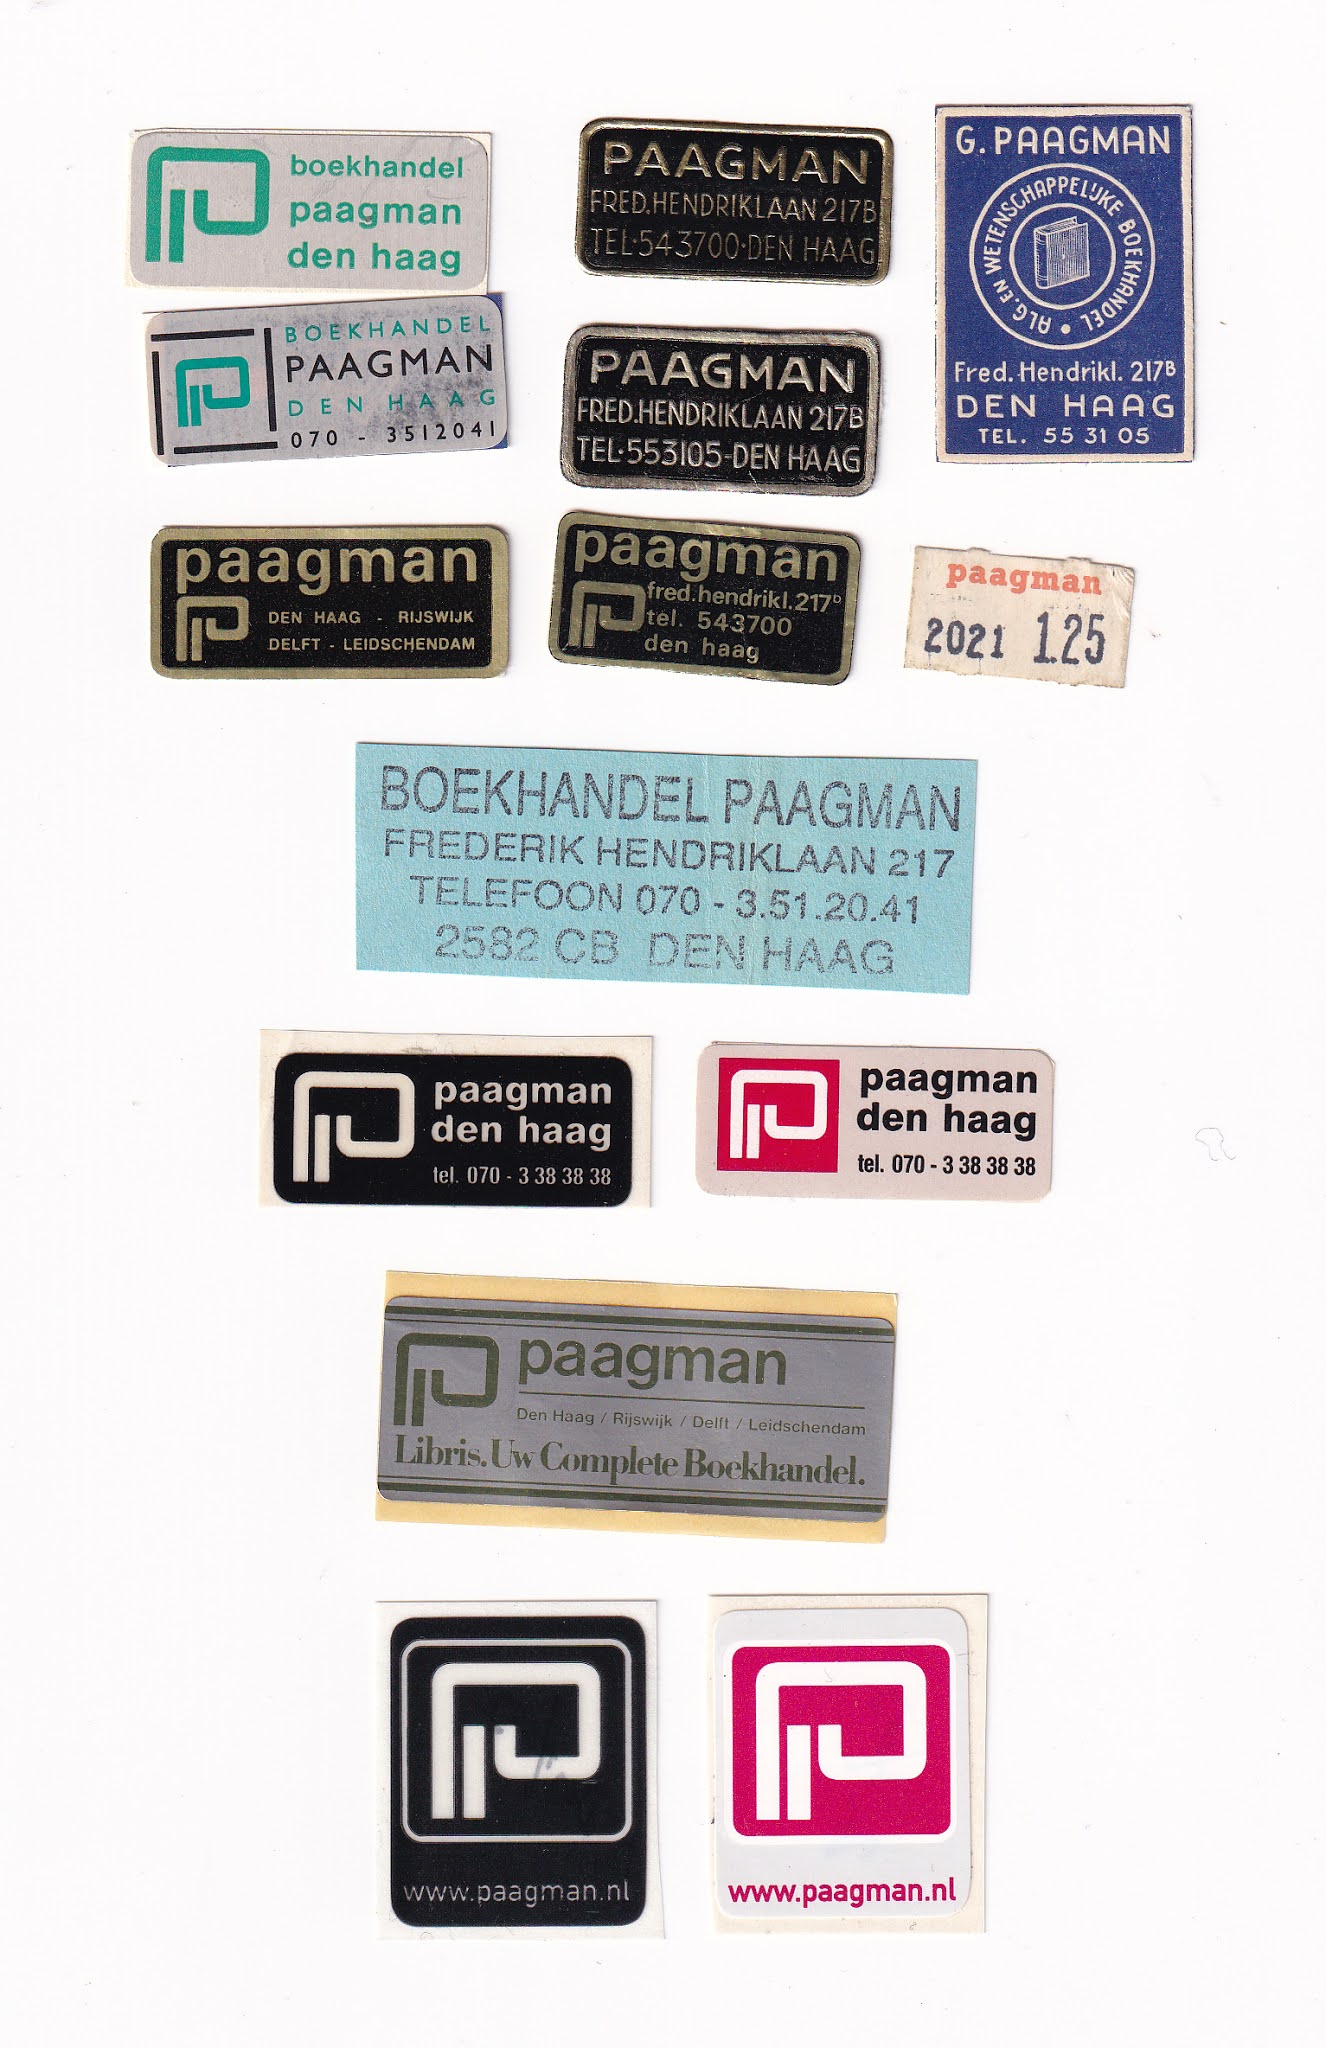 boekhandel
paagman
den haag
PAAGMAN
FRED.HENDRIKLAAN 217B
TEL·543700·DEN HAAG
G. PAAGMAN
ALG. EN WETENSCHAPPELIJKE BOEKHANDEL •
Fred.-Hendrikl. 217B
DEN HAAG
TEL. 55 31 05
BOEKHANDEL
PAAGMAN
DEN HAAG
070 - 3512041
PAAGMAN
FRED.HENDRIKLAAN 217B
TEL·553105-DEN HAAG
paagman
DEN HAAG - RIJSWIJK
DELFT - LEIDSCHENDAM
paagman
fred.hendrikl.217b
tel. 543700
den haag
paagman
2021 1.25
BOEKHANDEL PAAGMAN
FREDERIK HENDRIKLAAN 217
TELEFOON 070 - 3.51.20.41
2582 CB DEN HAAG
paagman
den haag
tel. 070 - 3 38 38 38
paagman
den haag
tel. 070 - 3 38 38 38
paagman
Den Haag / Rijswijk / Delft / Leidschendam
Libris. Uw Complete Boekhandel.
www.paagman.nl
www.paagman.nl